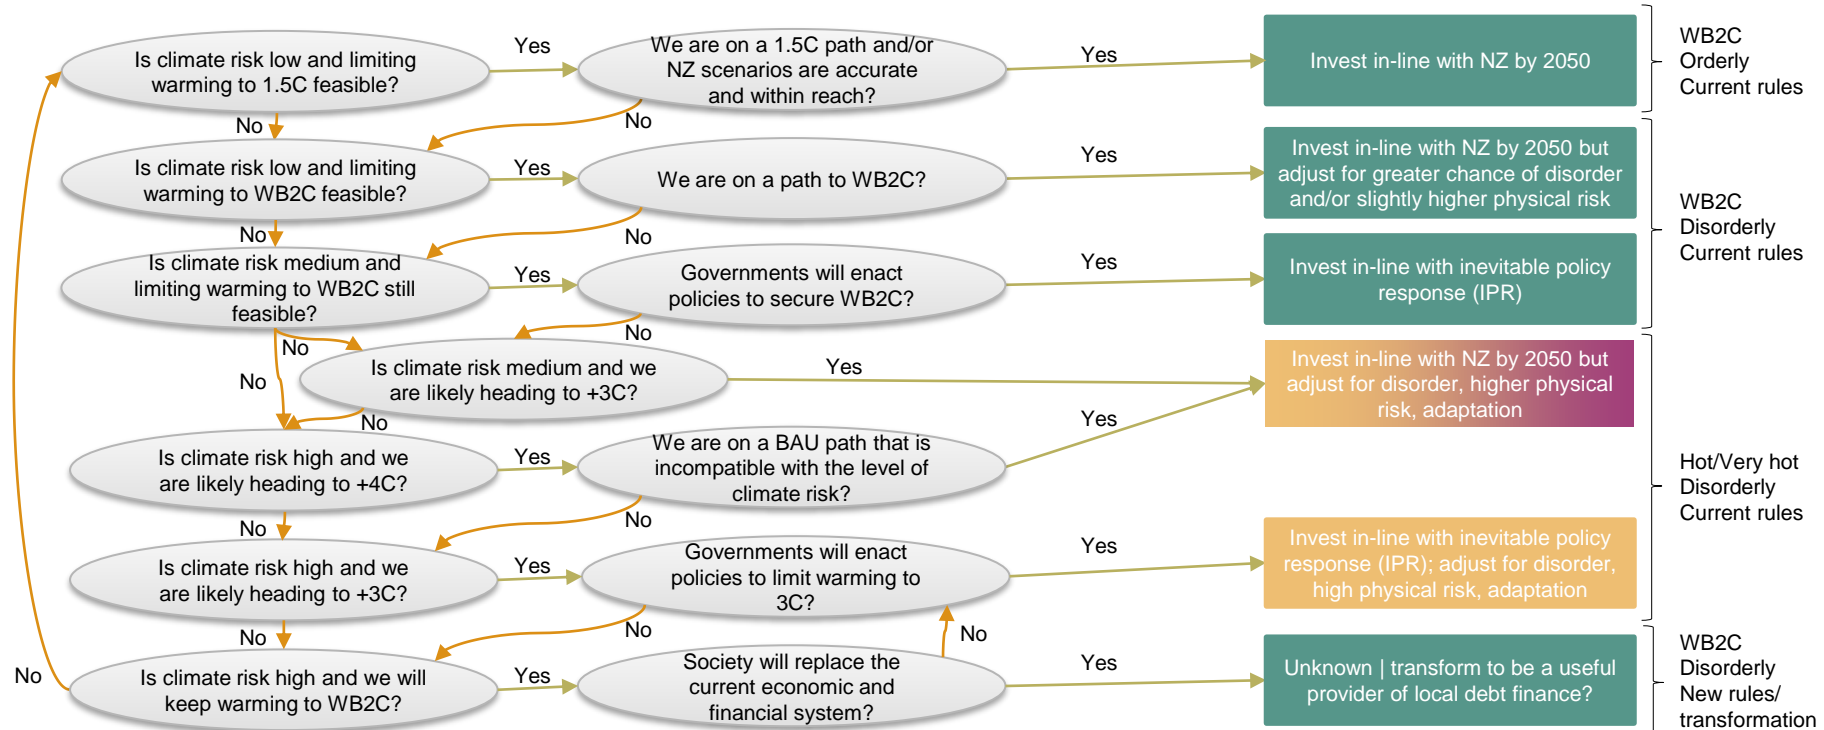 Is climate risk low and limiting
warming to 1.5C feasible?
Yes
We are on a 1.5C path and/or
NZ scenarios are accurate
and within reach?
Yes
Invest in-line with NZ by 2050
WB2C
Orderly
Current rules
No
No
Is climate risk low and limiting
warming to WB2C feasible?
Yes
We are on a path to WB2C?
Yes
Invest in-line with NZ by 2050 but
adjust for greater chance of disorder
and/or slightly higher physical risk
WB2C
Disorderly
Current rules
No
No
Is climate risk medium and
limiting warming to WB2C still
feasible?
Yes
Governments will enact
policies to secure WB2C?
Yes
Invest in-line with inevitable policy
response (IPR)
No
No
No
Is climate risk medium and we
are likely heading to +3C?
Yes
Invest in-line with NZ by 2050 but
adjust for disorder, higher physical
risk, adaptation
No
Is climate risk high and we
are likely heading to +4C?
Yes
We are on a BAU path that is
incompatible with the level of
climate risk?
Yes
Hot/Very hot
Disorderly
Current rules
No
No
Is climate risk high and we
are likely heading to +3C?
Yes
Governments will enact
policies to limit warming to
3C?
Yes
Invest in-line with inevitable policy
response (IPR); adjust for disorder,
high physical risk, adaptation
No
No
No
No
Is climate risk high and we will
keep warming to WB2C?
Yes
Society will replace the
current economic and
financial system?
Yes
Unknown | transform to be a useful
provider of local debt finance?
WB2C
Disorderly
New rules/
transformation